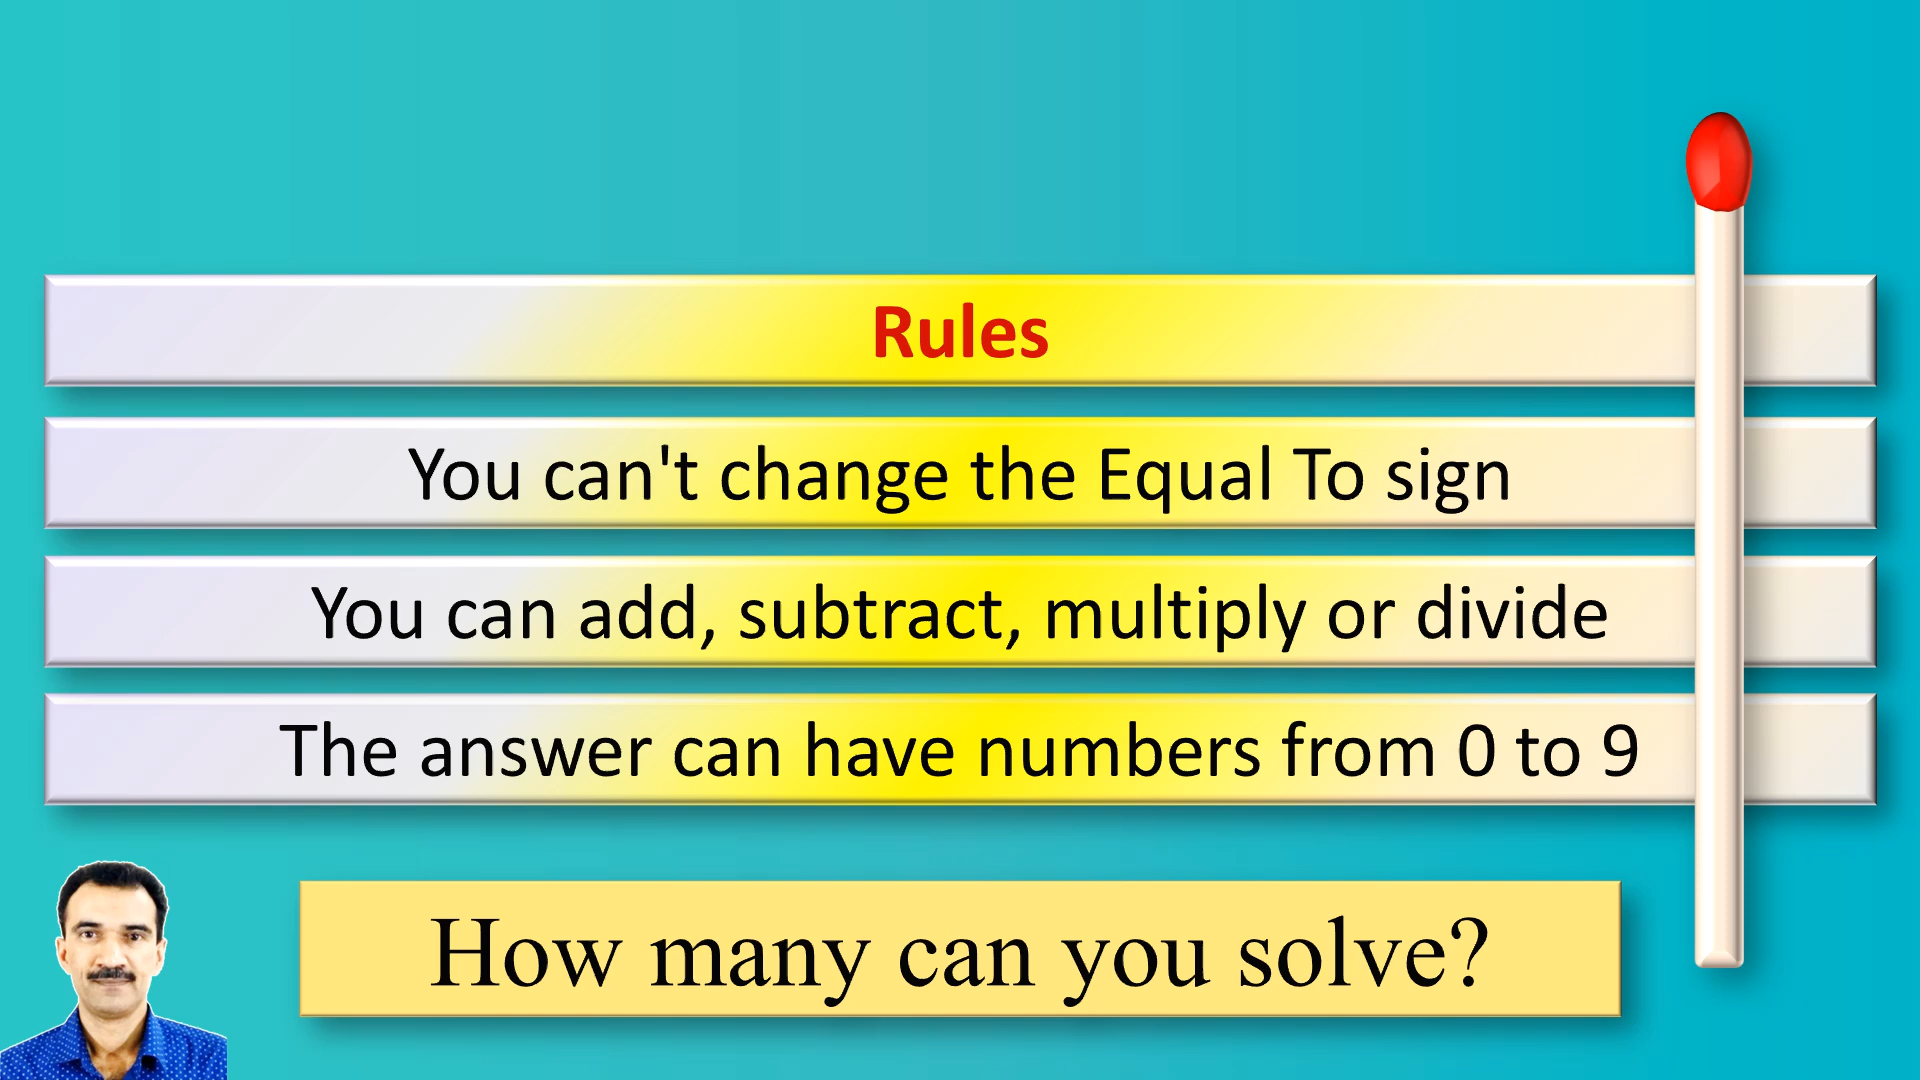 Rules
You can't change the Equal To sign
You can add, subtract, multiply or divide
The answer can have numbers from 0 to 9
How many can you solve?